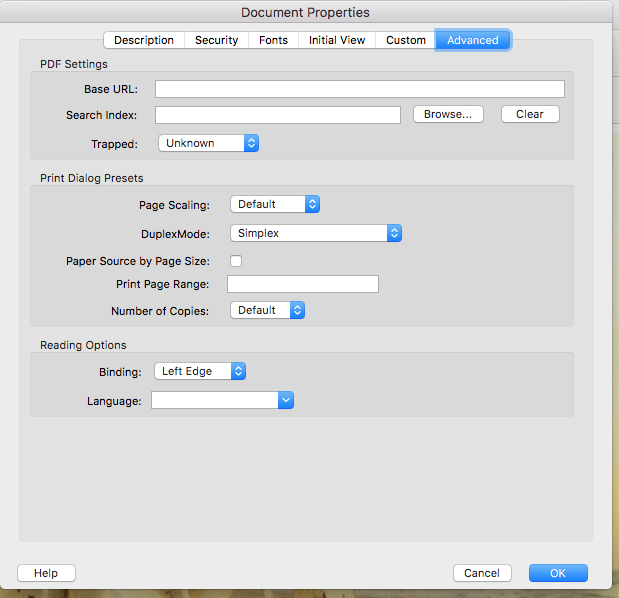 Document Properties
Description Security Fonts Initial View Custom Advanced
PDF Settings
Base URL:
Search Index: Browse... Clear
Trapped: Unknown
Print Dialog Presets
Page Scaling: Default
DuplexMode: Simplex
Paper Source by Page Size:
Print Page Range:
Number of Copies: Default
Reading Options
Binding: Left Edge
Language:
Help Cancel OK